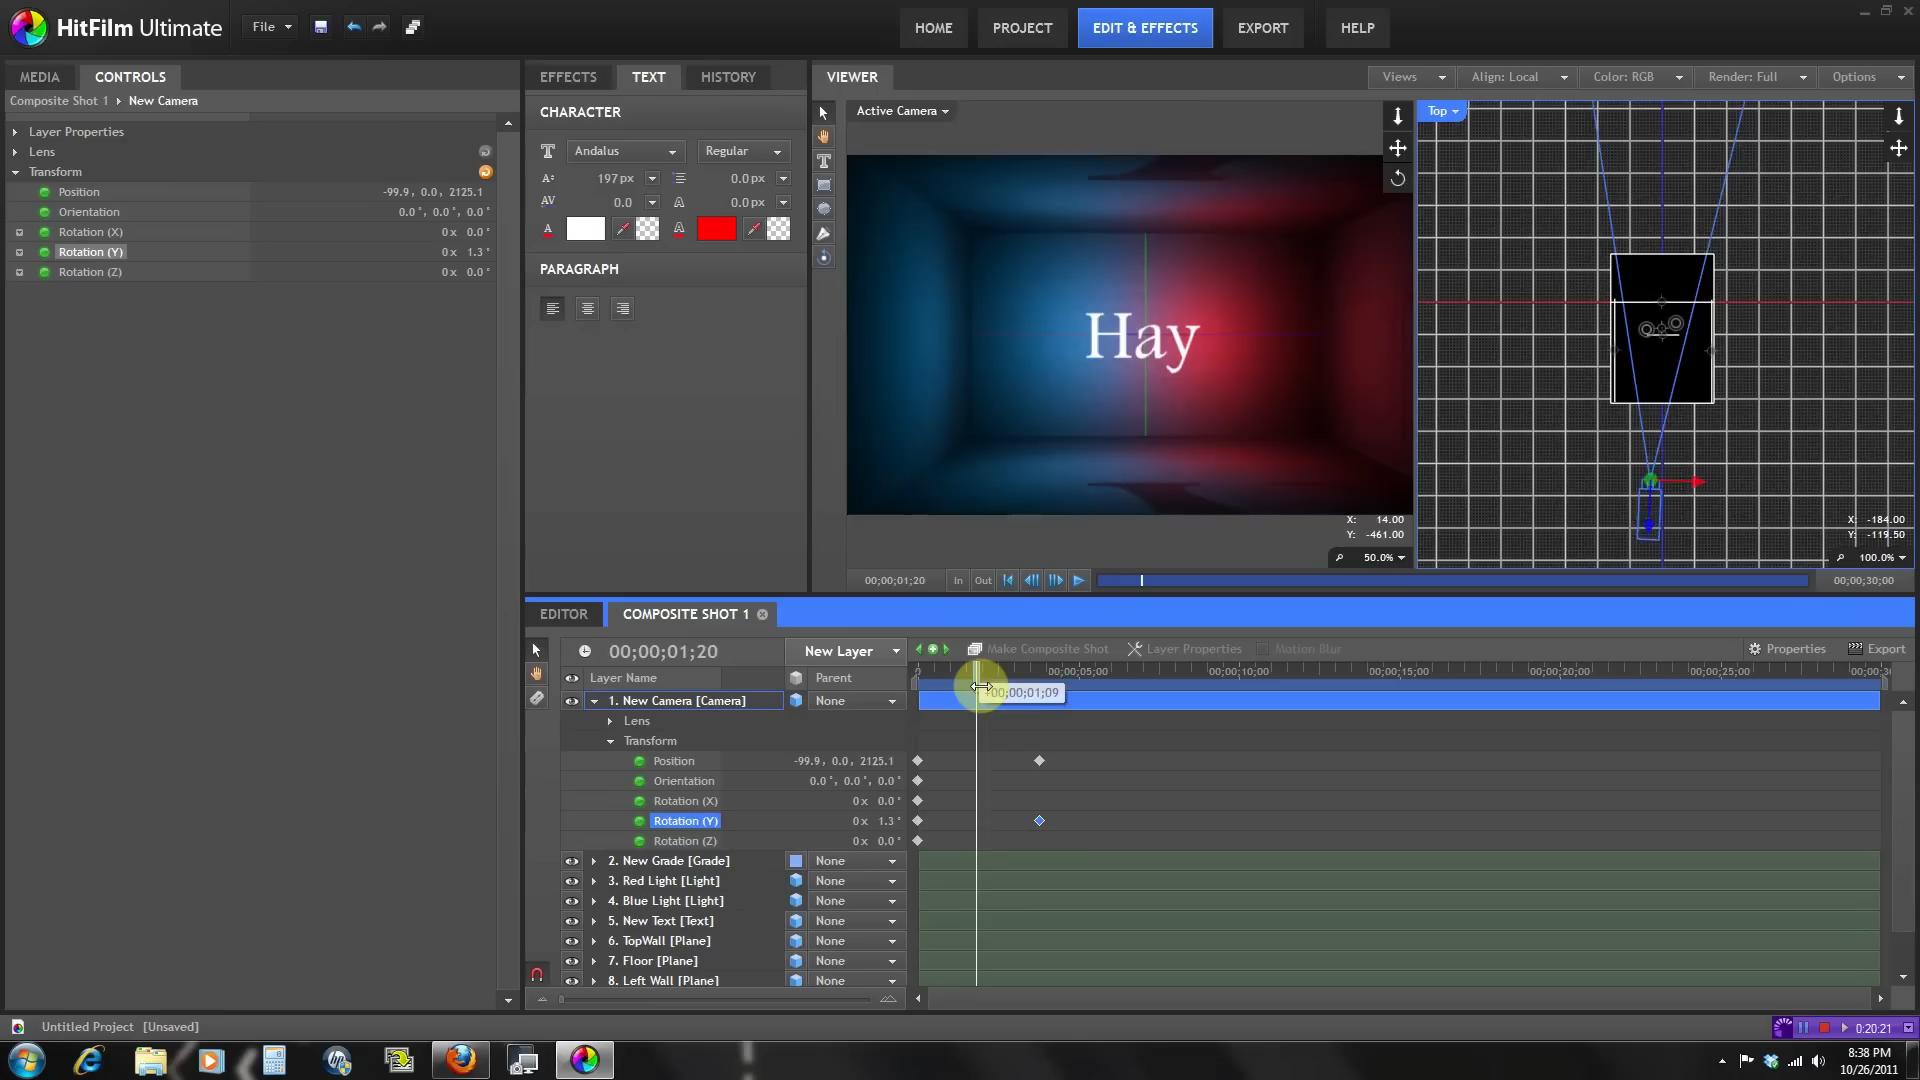 HitFilm Ultimate
File
HOME
PROJECT
EDIT & EFFECTS
EXPORT
HELP
MEDIA
CONTROLS
Composite Shot 1
New Camera
Layer Properties
Lens
Transform
Position
-99.9, 0.0, 2125.1
Orientation
0.0°, 0.0°, 0.0°
Rotation (X)
0x 0.0°
Rotation (Y)
0x 1.3°
Rotation (Z)
0x 0.0°
EFFECTS
TEXT
HISTORY
CHARACTER
Andalus
Regular
197px
0.0px
AV
0.0
0.0px
PARAGRAPH
VIEWER
Views
Align: Local
Color: RGB
Render: Full
Options
Active Camera
Top
Hay
X: 14.00
Y: -461.00
50.0%
X: -184.00
Y: -119.50
100.0%
00;00;01;20
In
Out
00;00;30;00
EDITOR
COMPOSITE SHOT 1
00;00;01;20
New Layer
Make Composite Shot
Layer Properties
Motion Blur
Properties
Export
Layer Name
Parent
0
00;00;05;00
00;00;10;00
00;00;15;00
00;00;20;00
00;00;25;00
+00;00;01;09
1. New Camera [Camera]
None
Lens
Transform
Position
-99.9, 0.0, 2125.1
Orientation
0.0°, 0.0°, 0.0°
Rotation (X)
0x 0.0°
Rotation (Y)
0x 1.3°
Rotation (Z)
0x 0.0°
2. New Grade [Grade]
None
3. Red Light [Light]
None
4. Blue Light [Light]
None
5. New Text [Text]
None
6. TopWall [Plane]
None
7. Floor [Plane]
None
8. Left Wall [Plane]
None
Untitled Project [Unsaved]
0:20:21
8:38 PM
10/26/2011